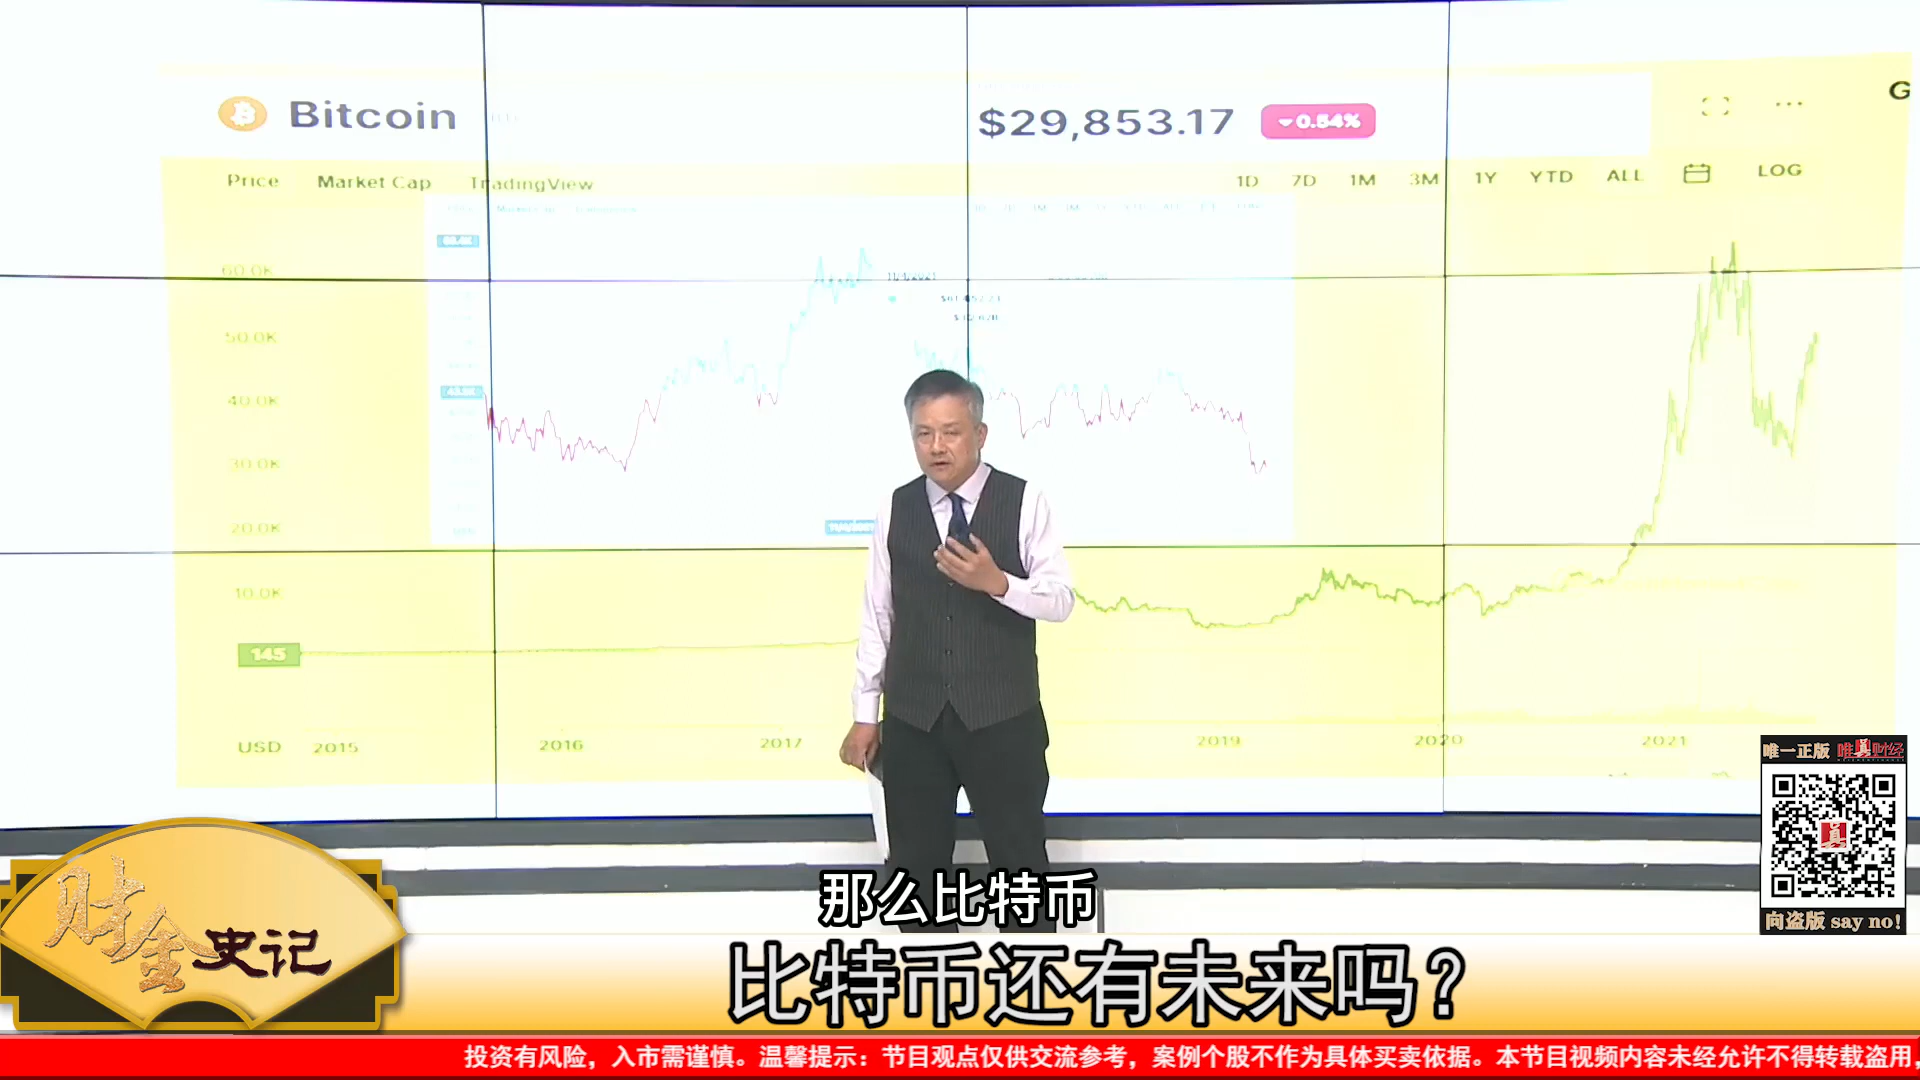 Bitcoin
$29,853.17
0.54%
G
Price Market Cap TradingView
1D 7D 1M 3M 1Y YTD ALL LOG
60.0K
50.0K
40.0K
30.0K
20.0K
10.0K
145
USD 2015 2016 2017 2019 2020 2021
唯一正版 唯真财经
真
向盗版 say no!
财金史记
那么比特币
比特币还有未来吗？
投资有风险，入市需谨慎。温馨提示：节目观点仅供交流参考，案例个股不作为具体买卖依据。本节目视频内容未经允许不得转载盗用，